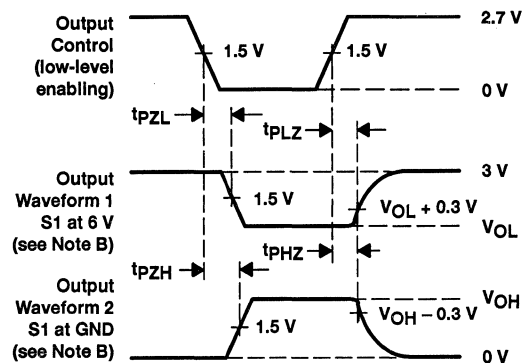 Output
Control
(low-level
enabling)
1.5 V
1.5 V
2.7 V
0 V
tPZL
tPLZ
Output
Waveform 1
S1 at 6 V
(see Note B)
1.5 V
3 V
VOL + 0.3 V
VOL
tPZH
tPHZ
Output
Waveform 2
S1 at GND
(see Note B)
1.5 V
VOH
VOH – 0.3 V
0 V